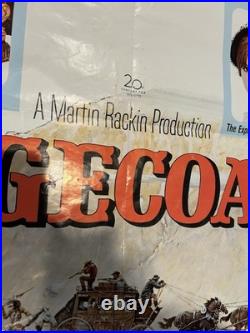 20
A Martin Rackin Production
The Exp
GECOA